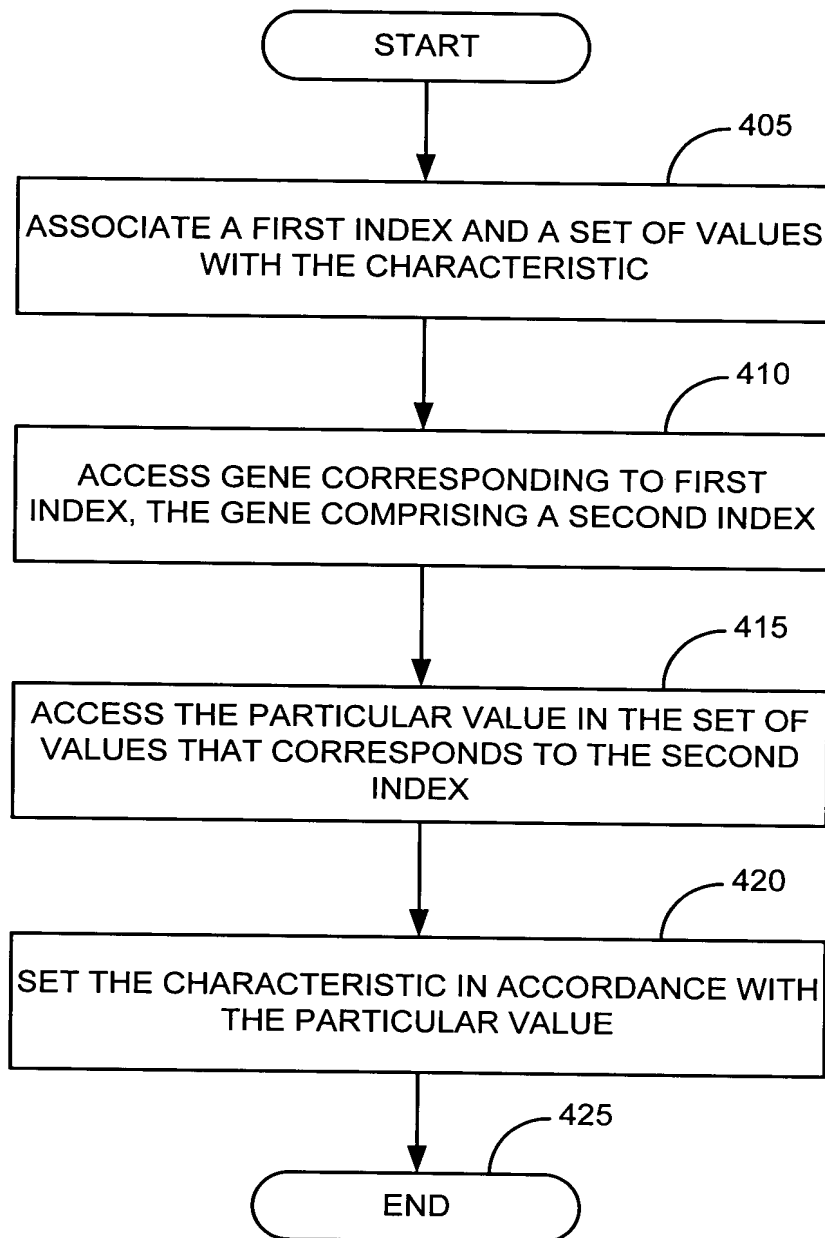 START
405
ASSOCIATE A FIRST INDEX AND A SET OF VALUES
WITH THE CHARACTERISTIC
410
ACCESS GENE CORRESPONDING TO FIRST
INDEX, THE GENE COMPRISING A SECOND INDEX
415
ACCESS THE PARTICULAR VALUE IN THE SET OF
VALUES THAT CORRESPONDS TO THE SECOND
INDEX
420
SET THE CHARACTERISTIC IN ACCORDANCE WITH
THE PARTICULAR VALUE
425
END